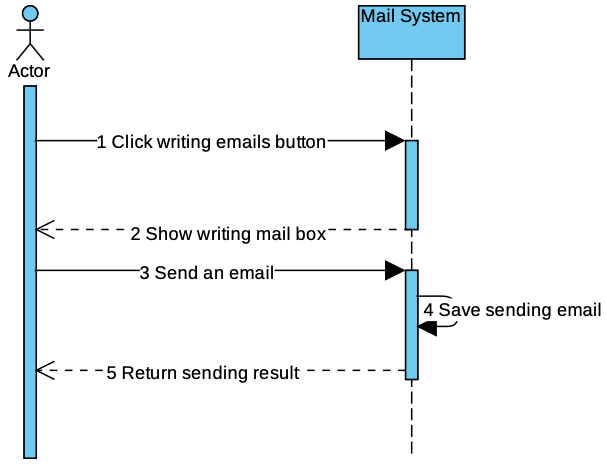 Mail System
Actor
1 Click writing emails button
2 Show writing mail box
3 Send an email
4 Save sending email
5 Return sending result